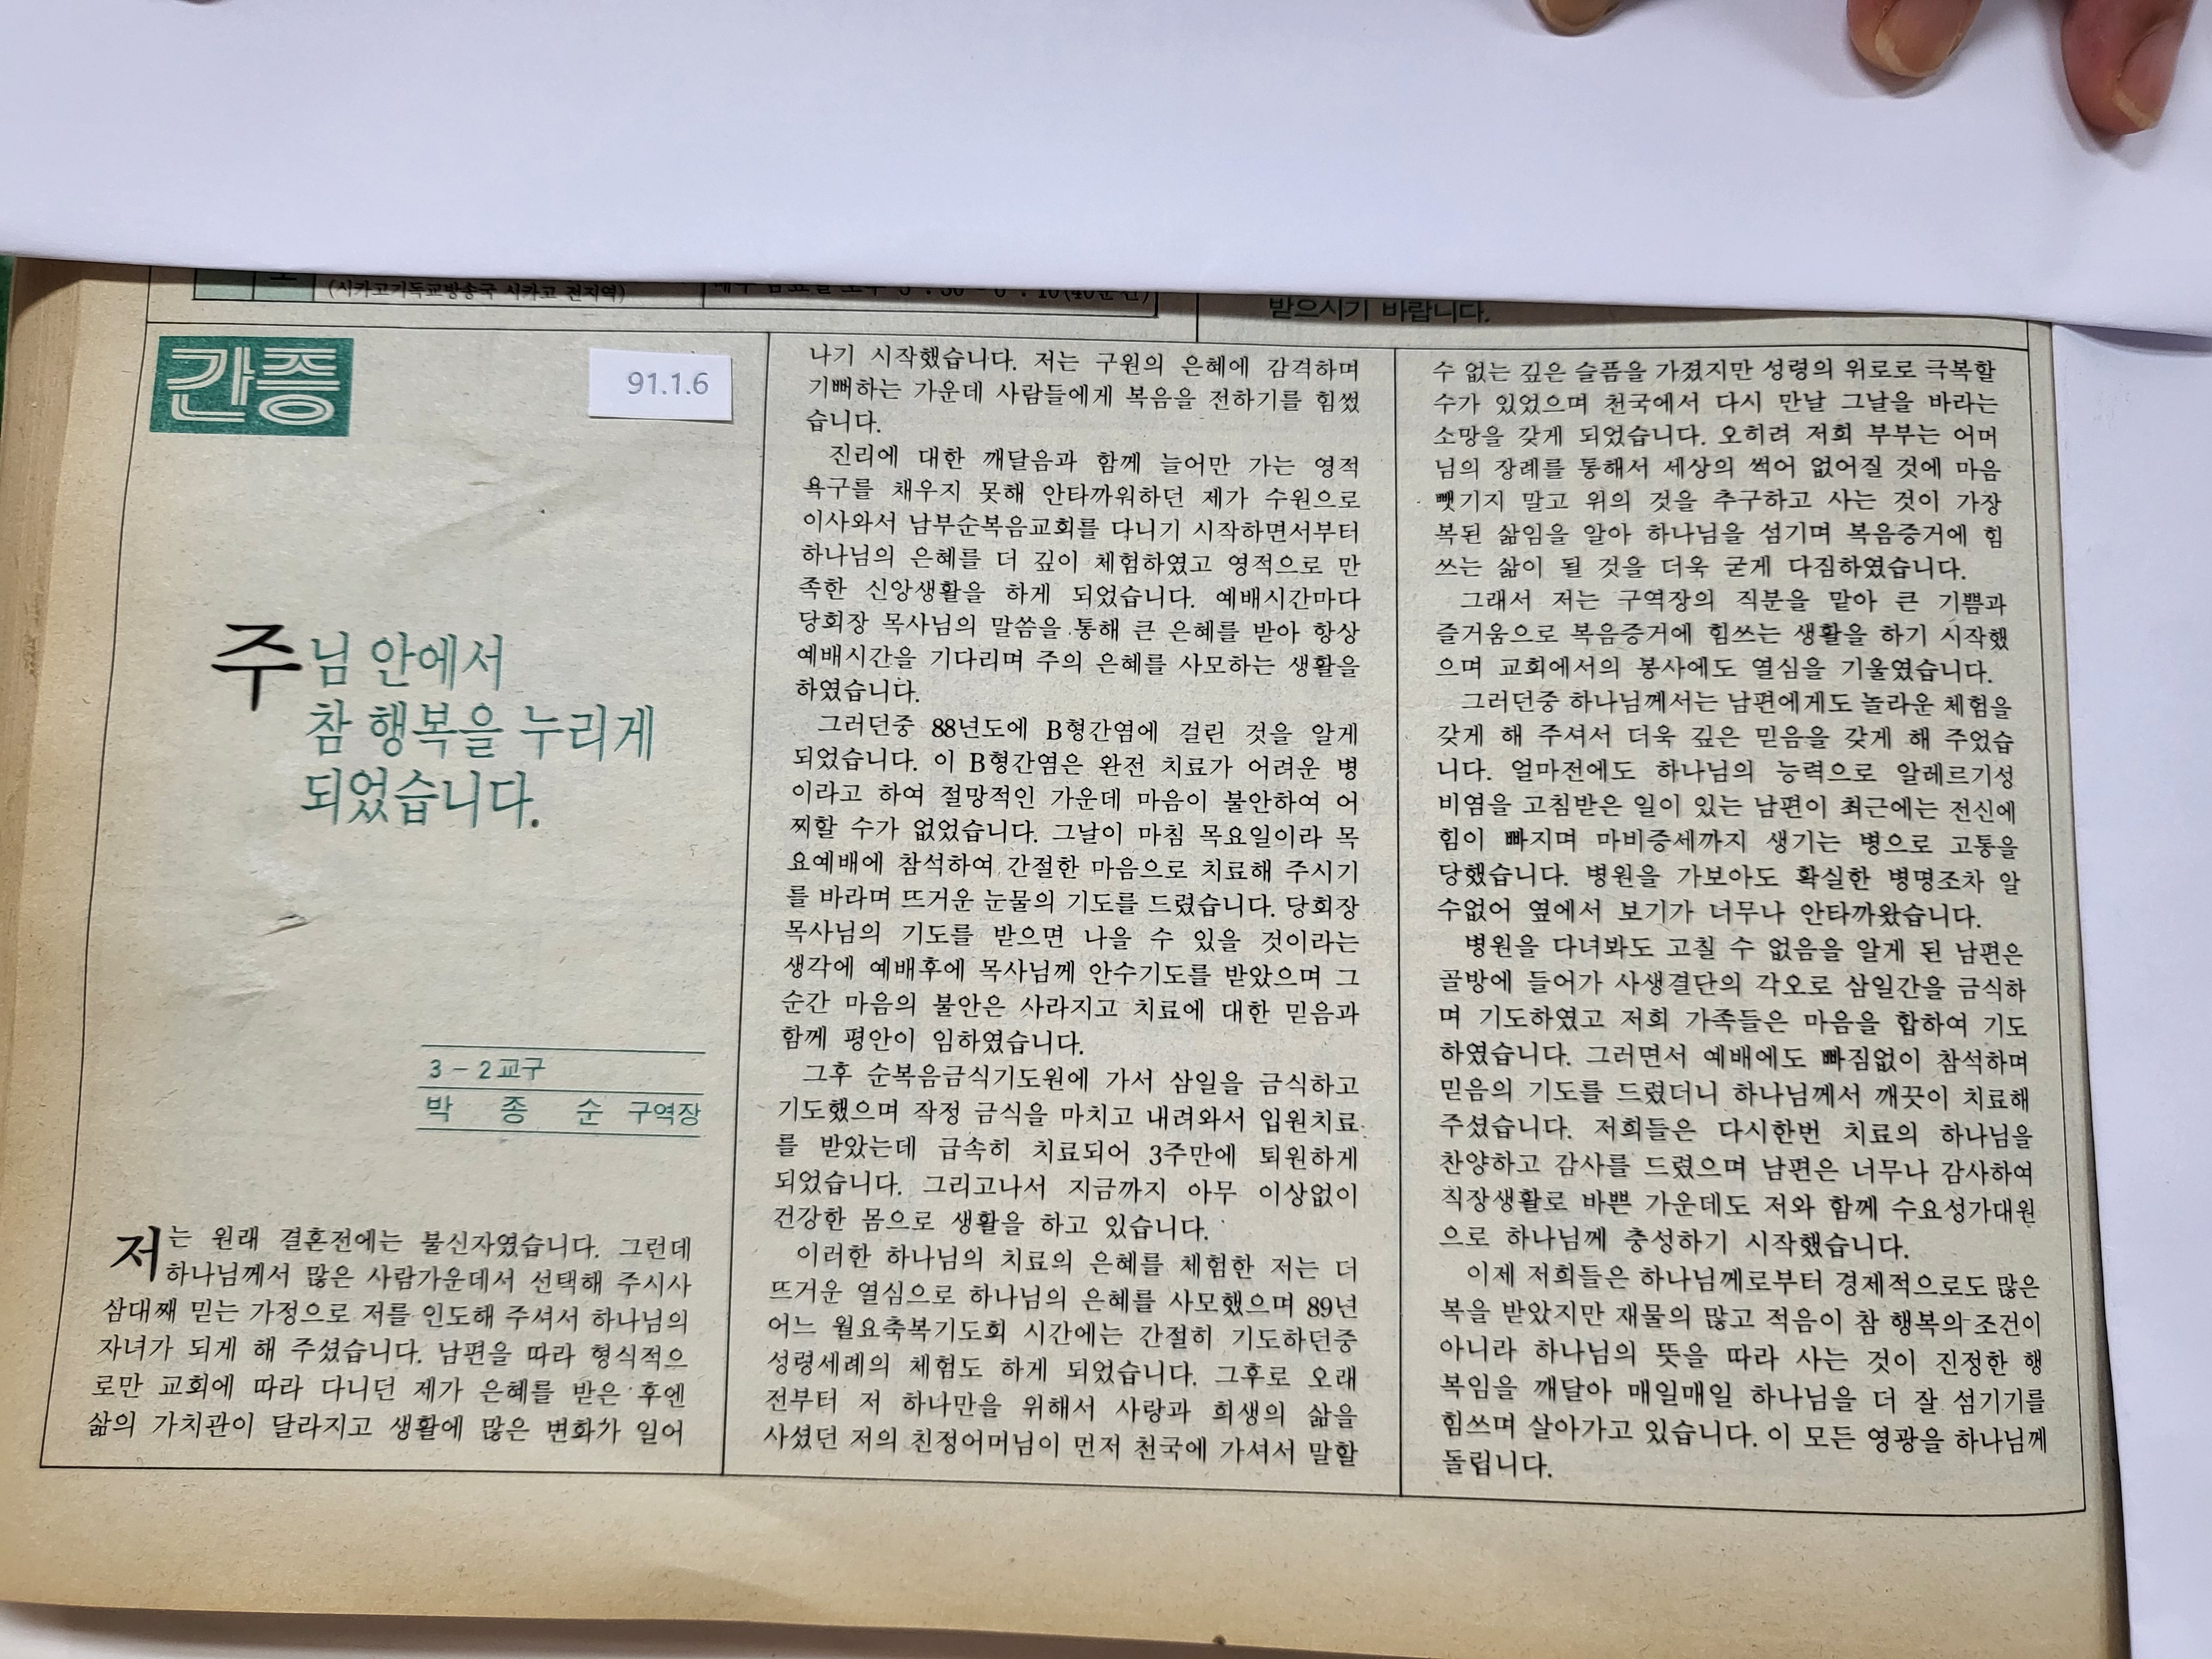 (시카고기독교방송국 시카고 전지역)
받으시기 바랍니다.
간증
91.1.6
주님 안에서
참 행복을 누리게
되었습니다.
3-2교구
박 종 순 구역장
저는 원래 결혼전에는 불신자였습니다. 그런데
하나님께서 많은 사람가운데서 선택해 주시사
삼대째 믿는 가정으로 저를 인도해 주셔서 하나님의
자녀가 되게 해 주셨습니다. 남편을 따라 형식적으
로만 교회에 따라 다니던 제가 은혜를 받은 후엔
삶의 가치관이 달라지고 생활에 많은 변화가 일어
나기 시작했습니다. 저는 구원의 은혜에 감격하며
기뻐하는 가운데 사람들에게 복음을 전하기를 힘썼
습니다.
진리에 대한 깨달음과 함께 늘어만 가는 영적
욕구를 채우지 못해 안타까워하던 제가 수원으로
이사와서 남부순복음교회를 다니기 시작하면서부터
하나님의 은혜를 더 깊이 체험하였고 영적으로 만
족한 신앙생활을 하게 되었습니다. 예배시간마다
당회장 목사님의 말씀을 통해 큰 은혜를 받아 항상
예배시간을 기다리며 주의 은혜를 사모하는 생활을
하였습니다.
그러던중 88년도에 B형간염에 걸린 것을 알게
되었습니다. 이 B형간염은 완전 치료가 어려운 병
이라고 하여 절망적인 가운데 마음이 불안하여 어
찌할 수가 없었습니다. 그날이 마침 목요일이라 목
요예배에 참석하여 간절한 마음으로 치료해 주시기
를 바라며 뜨거운 눈물의 기도를 드렸습니다. 당회장
목사님의 기도를 받으면 나을 수 있을 것이라는
생각에 예배후에 목사님께 안수기도를 받았으며 그
순간 마음의 불안은 사라지고 치료에 대한 믿음과
함께 평안이 임하였습니다.
그후 순복음금식기도원에 가서 삼일을 금식하고
기도했으며 작정 금식을 마치고 내려와서 입원치료
를 받았는데 급속히 치료되어 3주만에 퇴원하게
되었습니다. 그리고나서 지금까지 아무 이상없이
건강한 몸으로 생활을 하고 있습니다.
이러한 하나님의 치료의 은혜를 체험한 저는 더
뜨거운 열심으로 하나님의 은혜를 사모했으며 89년
어느 월요축복기도회 시간에는 간절히 기도하던중
성령세례의 체험도 하게 되었습니다. 그후로 오래
전부터 저 하나만을 위해서 사랑과 희생의 삶을
사셨던 저의 친정어머님이 먼저 천국에 가셔서 말할
수 없는 깊은 슬픔을 가졌지만 성령의 위로로 극복할
수가 있었으며 천국에서 다시 만날 그날을 바라는
소망을 갖게 되었습니다. 오히려 저희 부부는 어머
님의 장례를 통해서 세상의 썩어 없어질 것에 마음
뺏기지 말고 위의 것을 추구하고 사는 것이 가장
복된 삶임을 알아 하나님을 섬기며 복음증거에 힘
쓰는 삶이 될 것을 더욱 굳게 다짐하였습니다.
그래서 저는 구역장의 직분을 맡아 큰 기쁨과
즐거움으로 복음증거에 힘쓰는 생활을 하기 시작했
으며 교회에서의 봉사에도 열심을 기울였습니다.
그러던중 하나님께서는 남편에게도 놀라운 체험을
갖게 해 주셔서 더욱 깊은 믿음을 갖게 해 주었습
니다. 얼마전에도 하나님의 능력으로 알레르기성
비염을 고침받은 일이 있는 남편이 최근에는 전신에
힘이 빠지며 마비증세까지 생기는 병으로 고통을
당했습니다. 병원을 가보아도 확실한 병명조차 알
수없어 옆에서 보기가 너무나 안타까왔습니다.
병원을 다녀봐도 고칠 수 없음을 알게 된 남편은
골방에 들어가 사생결단의 각오로 삼일간을 금식하
며 기도하였고 저희 가족들은 마음을 합하여 기도
하였습니다. 그러면서 예배에도 빠짐없이 참석하며
믿음의 기도를 드렸더니 하나님께서 깨끗이 치료해
주셨습니다. 저희들은 다시한번 치료의 하나님을
찬양하고 감사를 드렸으며 남편은 너무나 감사하여
직장생활로 바쁜 가운데도 저와 함께 수요성가대원
으로 하나님께 충성하기 시작했습니다.
이제 저희들은 하나님께로부터 경제적으로도 많은
복을 받았지만 재물의 많고 적음이 참 행복의 조건이
아니라 하나님의 뜻을 따라 사는 것이 진정한 행
복임을 깨달아 매일매일 하나님을 더 잘 섬기기를
힘쓰며 살아가고 있습니다. 이 모든 영광을 하나님께
돌립니다.